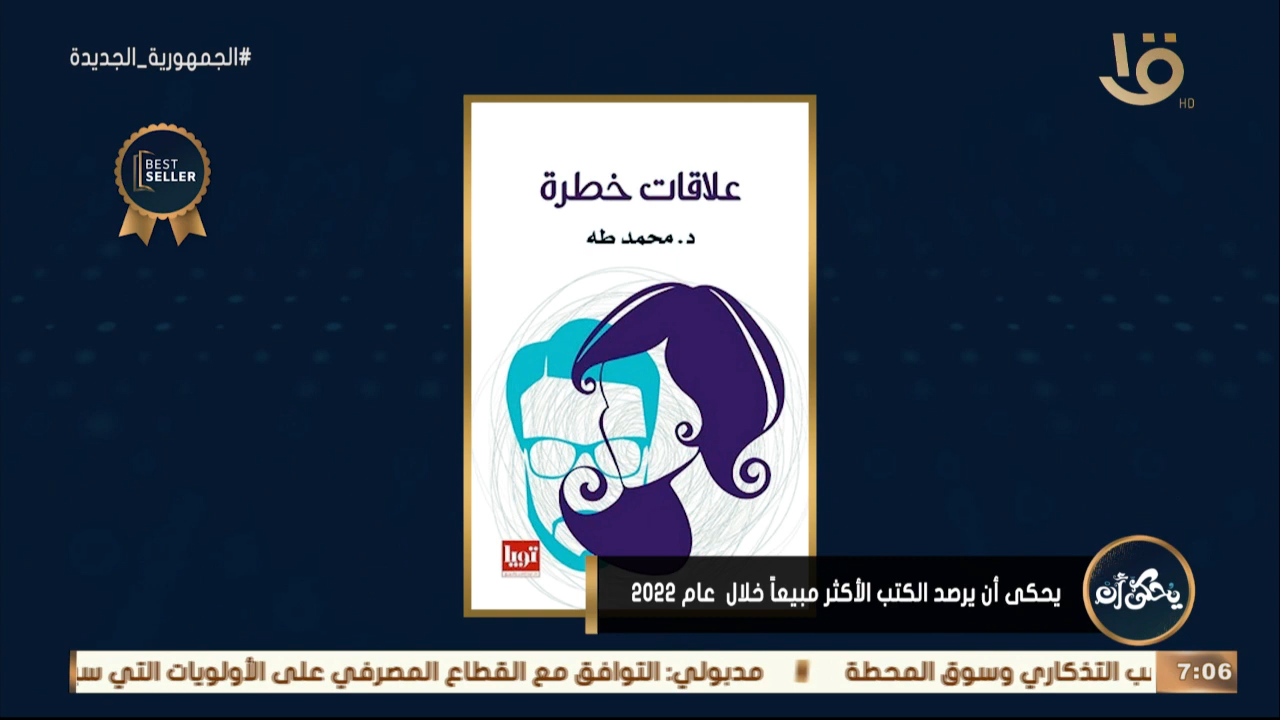 #الجمهورية_الجديدة
HD
BEST
SELLER
علاقات خطرة
د. محمد طه
تويا
يحكى أن يرصد الكتب الأكثر مبيعاً خلال عام 2022
يحكى أن
7:06
التذكاري وسوق المحطة
مدبولي: التوافق مع القطاع المصرفي على الأولويات التي